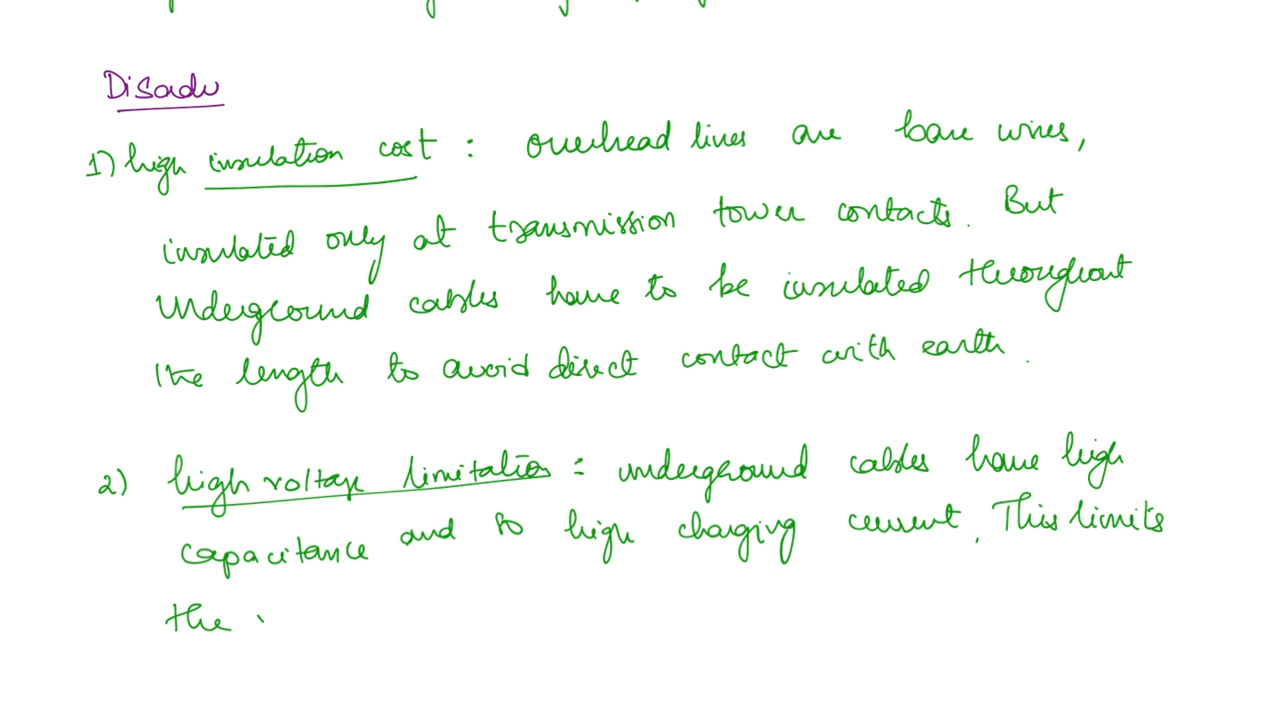 Disadv
1) high insulation cost : overhead lines are bare wires,
insulated only at transmission tower contacts. But
Underground cables have to be insulated throughout
the length to avoid direct contact with earth.
2) high voltage limitation : underground cables have high
capacitance and so high charging current. This limits
the